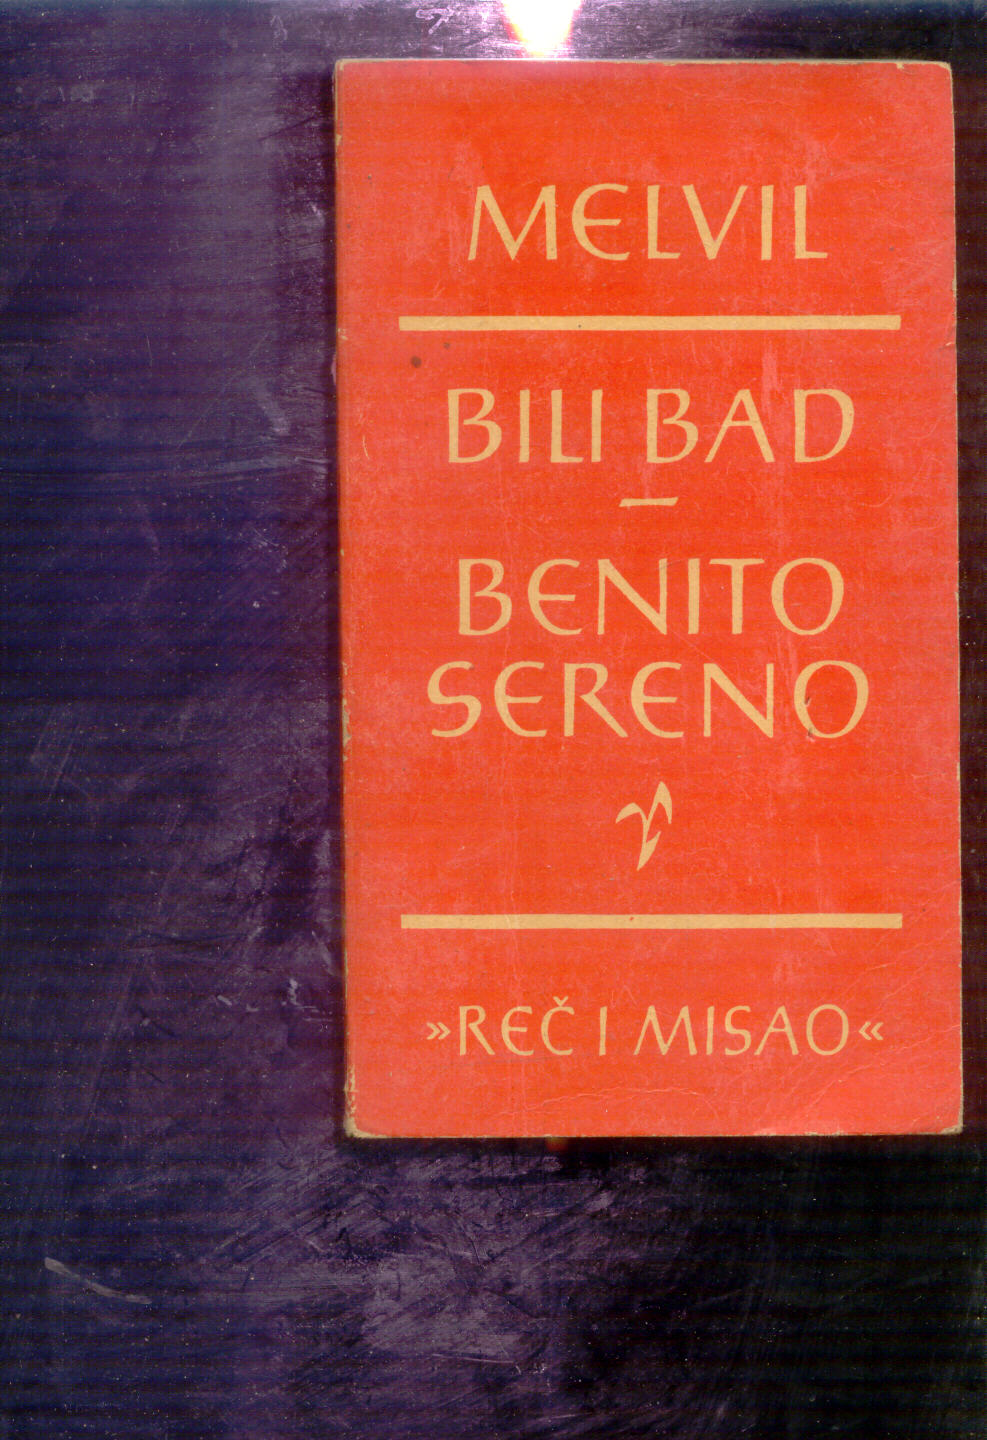 MELVIL
BILI BAD
–
BENITO
SERENO
»REČ I MISAO«